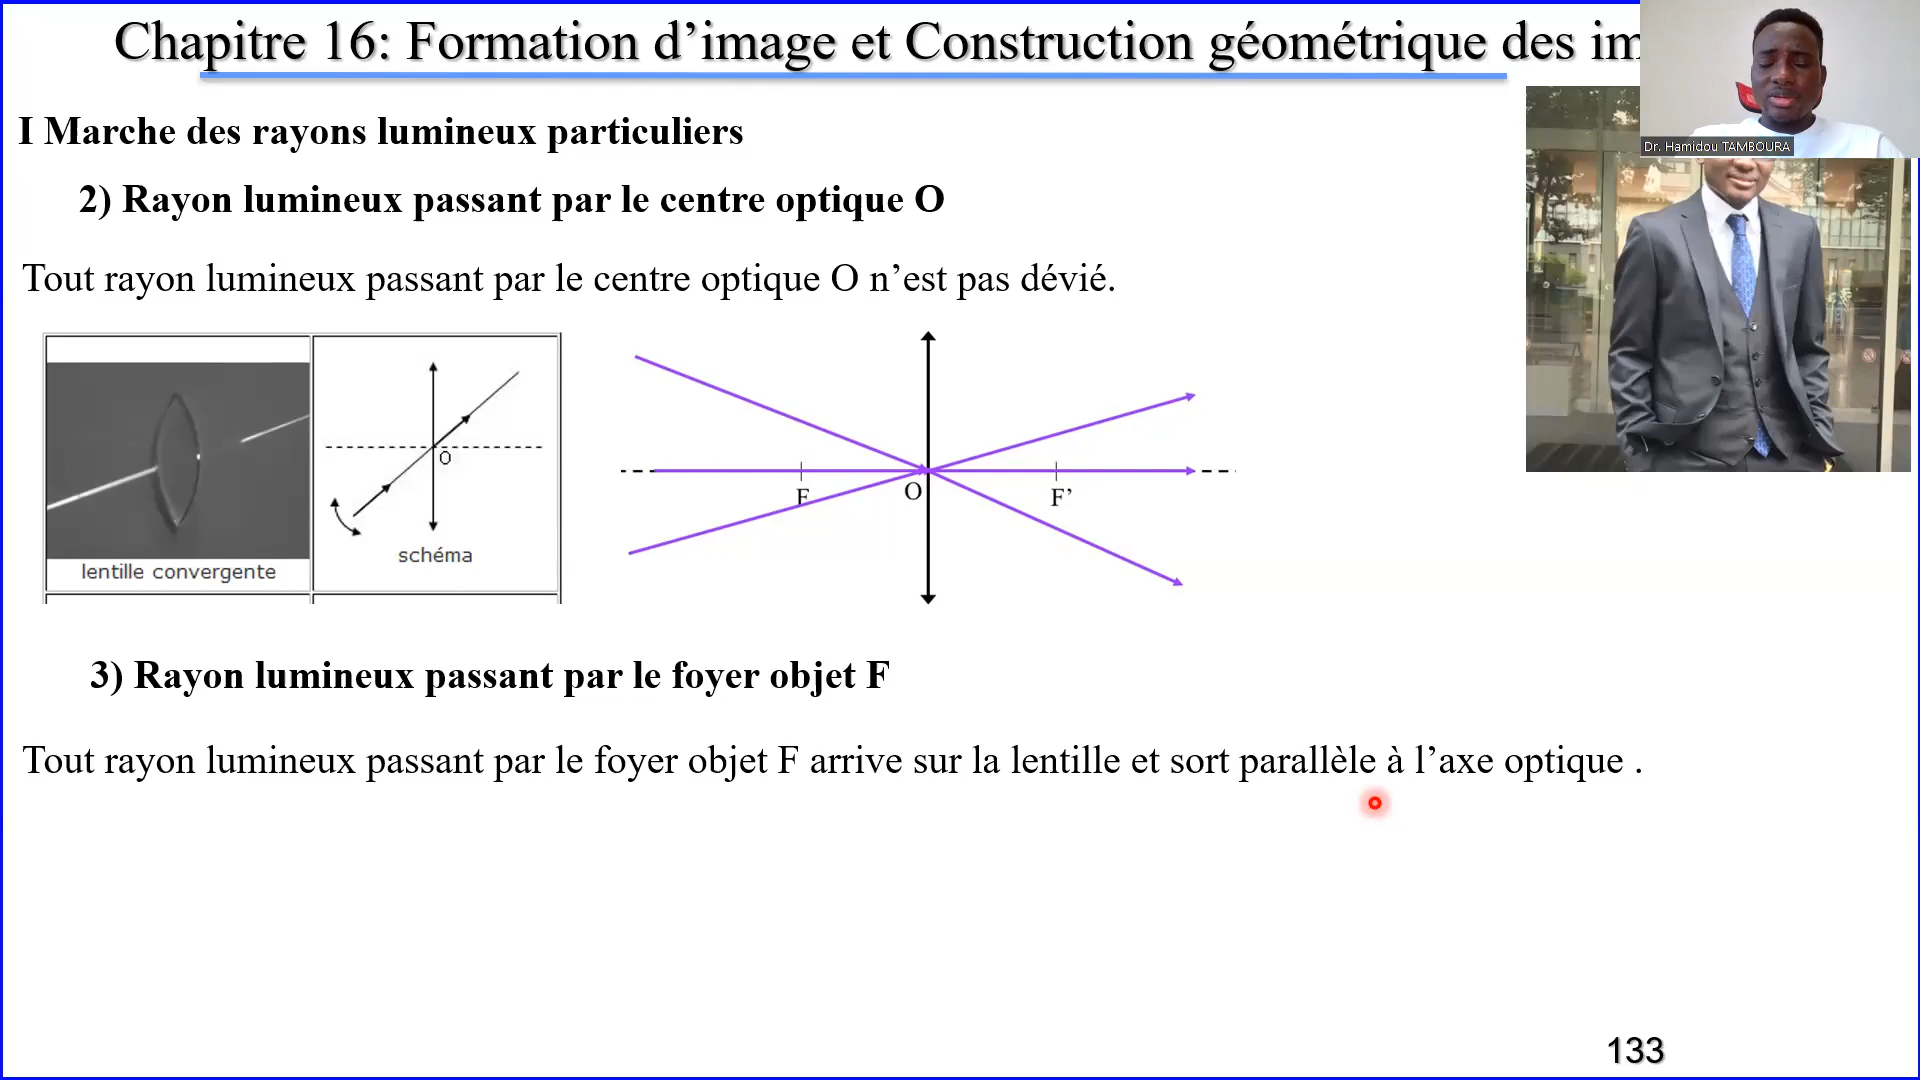 Chapitre 16: Formation d’image et Construction géométrique des im
Dr. Hamidou TAMBOURA
I Marche des rayons lumineux particuliers
2) Rayon lumineux passant par le centre optique O
Tout rayon lumineux passant par le centre optique O n’est pas dévié.
O
schéma
lentille convergente
F
O
F’
3) Rayon lumineux passant par le foyer objet F
Tout rayon lumineux passant par le foyer objet F arrive sur la lentille et sort parallèle à l’axe optique .
133